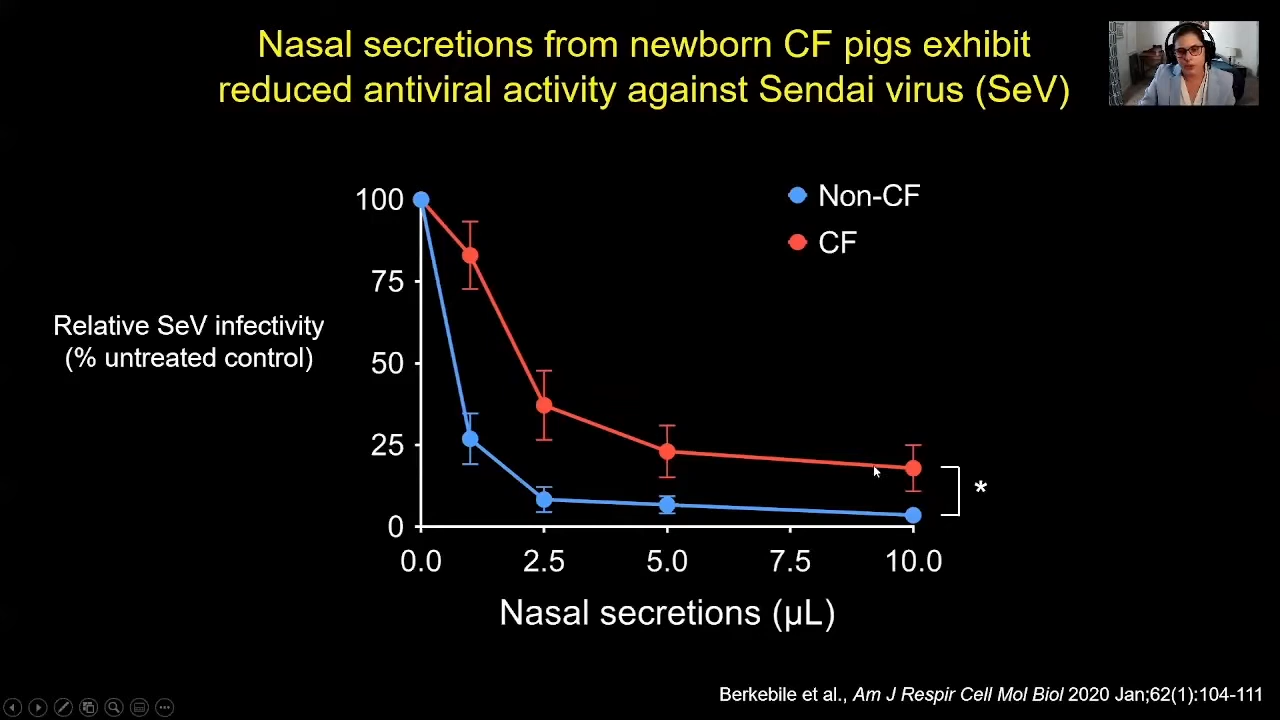 Nasal secretions from newborn CF pigs exhibit
reduced antiviral activity against Sendai virus (SeV)
Non-CF
CF
100
75
50
25
0
Relative SeV infectivity
(% untreated control)
*
0.0 2.5 5.0 7.5 10.0
Nasal secretions (µL)
Berkebile et al., Am J Respir Cell Mol Biol 2020 Jan;62(1):104-111